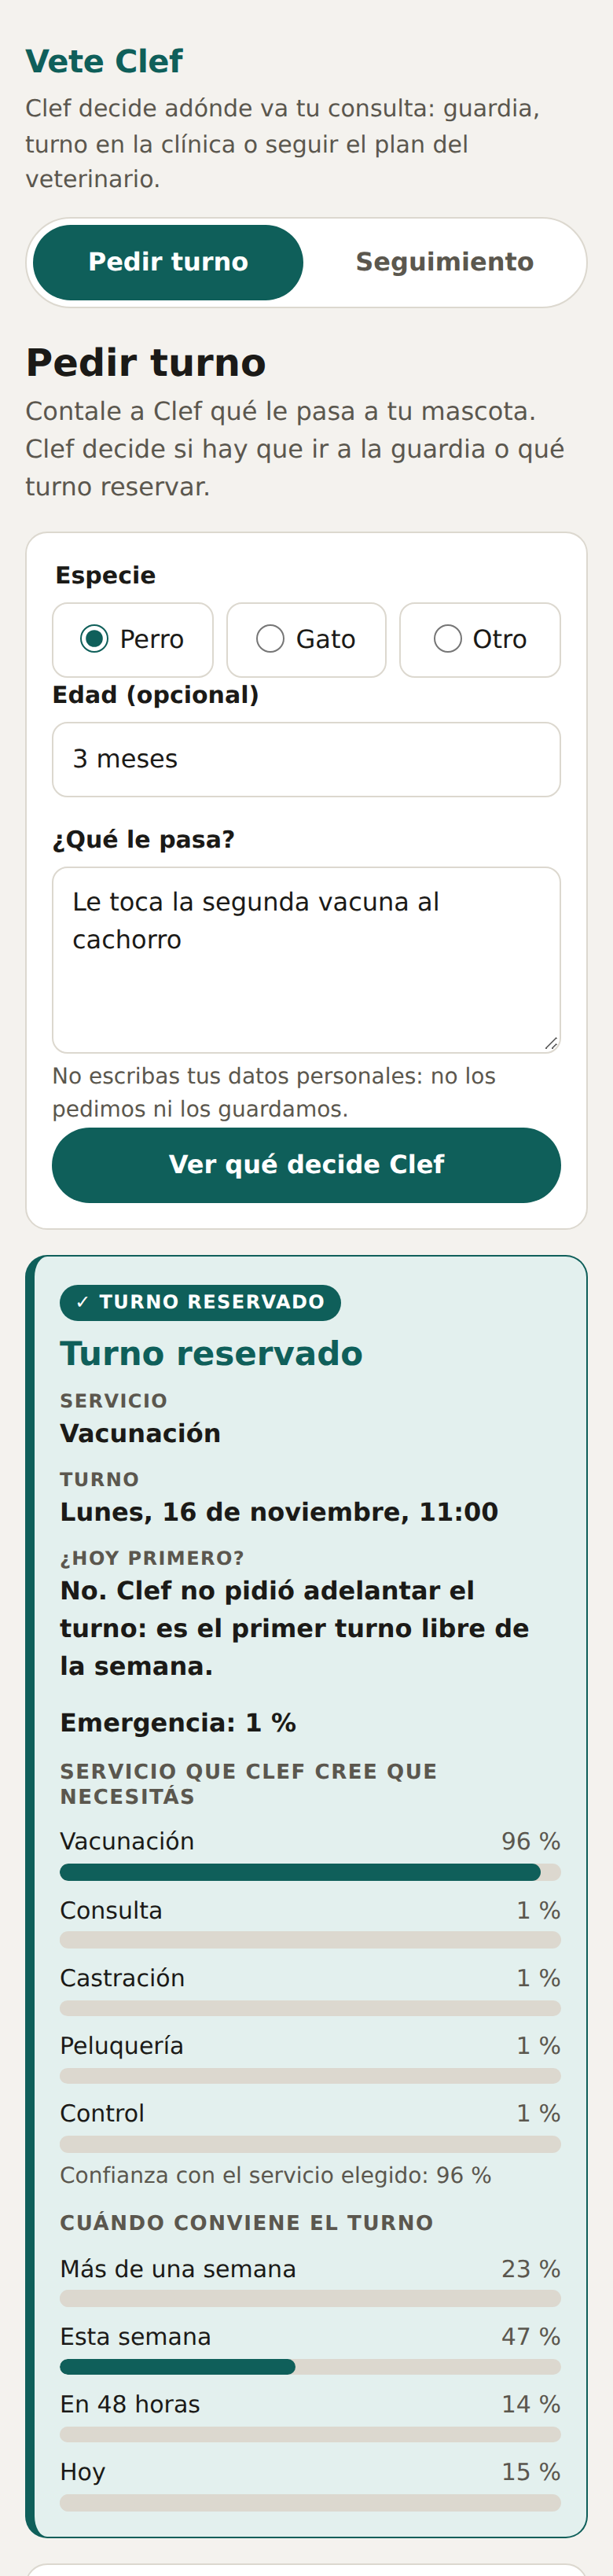 Vete Clef
Clef decide adónde va tu consulta: guardia,
turno en la clínica o seguir el plan del
veterinario.
Pedir turno
Seguimiento
Pedir turno
Contale a Clef qué le pasa a tu mascota.
Clef decide si hay que ir a la guardia o qué
turno reservar.
Especie
Perro
Gato
Otro
Edad (opcional)
3 meses
¿Qué le pasa?
Le toca la segunda vacuna al
cachorro
No escribas tus datos personales: no los
pedimos ni los guardamos.
Ver qué decide Clef
✓ TURNO RESERVADO
Turno reservado
SERVICIO
Vacunación
TURNO
Lunes, 16 de noviembre, 11:00
¿HOY PRIMERO?
No. Clef no pidió adelantar el
turno: es el primer turno libre de
la semana.
Emergencia: 1 %
SERVICIO QUE CLEF CREE QUE
NECESITÁS
Vacunación 96 %
Consulta 1 %
Castración 1 %
Peluquería 1 %
Control 1 %
Confianza con el servicio elegido: 96 %
CUÁNDO CONVIENE EL TURNO
Más de una semana 23 %
Esta semana 47 %
En 48 horas 14 %
Hoy 15 %